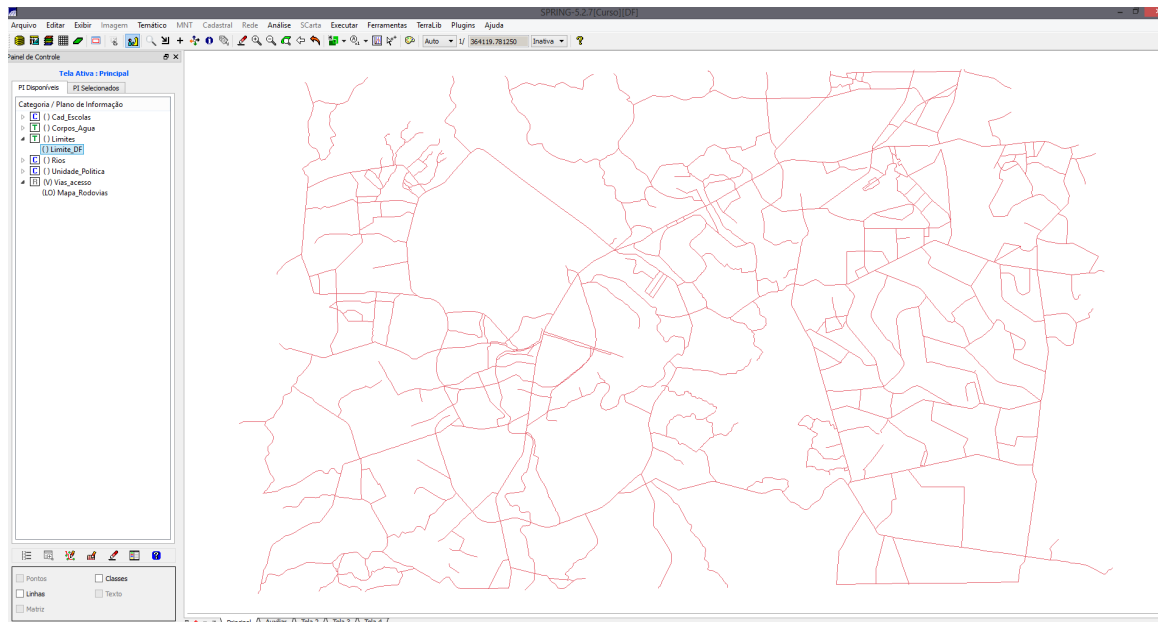 SPRING-5.2.7[Curso][DF]
Arquivo Editar Exibir Imagem Temático MNT Cadastral Rede Análise SCarta Executar Ferramentas TerraLib Plugins Ajuda
Auto 1/ 364119.781250 Inativa
Painel de Controle
Tela Ativa : Principal
PI Disponíveis PI Selecionados
Categoria / Plano de Informação
C () Cad_Escolas
T () Corpos_Agua
T () Limites
() Limite_DF
C () Rios
C () Unidade_Politica
R (V) Vias_acesso
(LO) Mapa_Rodovias
Pontos Classes
Linhas Texto
Matriz
Principal Auxiliar Tela 2 Tela 3 Tela 4